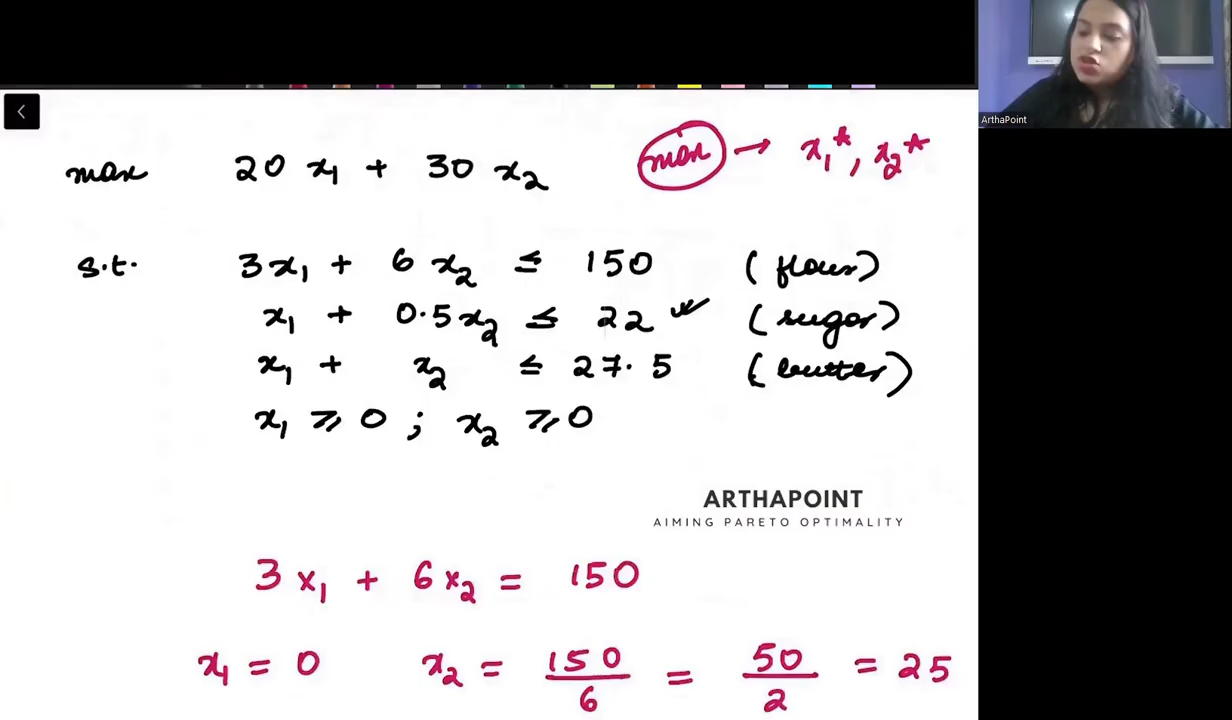 max 20 x₁ + 30 x₂
max → x₁*, x₂*
s.t. 3x₁ + 6 x₂ ≤ 150 (flour)
x₁ + 0.5x₂ ≤ 22 ✓ (sugar)
x₁ + x₂ ≤ 27.5 (butter)
x₁ ≥ 0 ; x₂ ≥ 0
ARTHAPOINT
AIMING PARETO OPTIMALITY
3 x₁ + 6 x₂ = 150
x₁ = 0 x₂ = 150/6 = 50/2 = 25
ArthaPoint